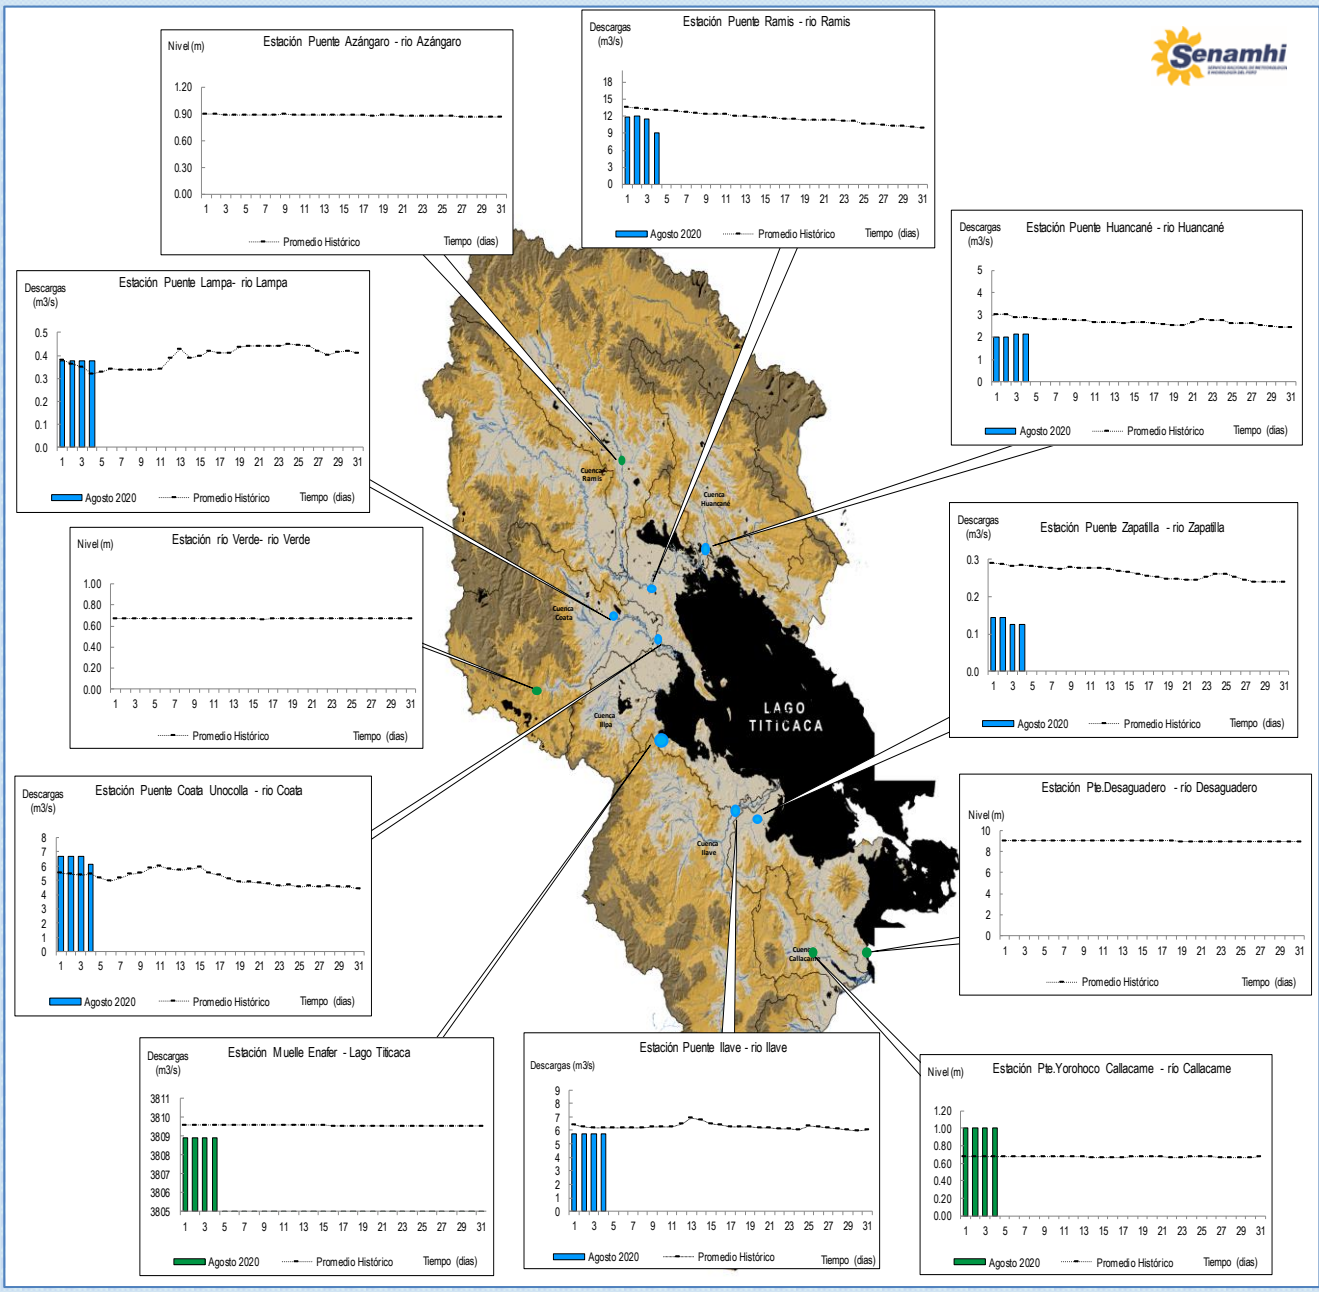 Estación Puente Azángaro - rio Azángaro
Nivel (m)
1.20
0.90
0.60
0.30
0.00
1 3 5 7 9 11 13 15 17 19 21 23 25 27 29 31
Promedio Histórico Tiempo (dias)
Estación Puente Ramis - rio Ramis
Descargas
(m3/s)
18
15
12
9
6
3
0
1 3 5 7 9 11 13 15 17 19 21 23 25 27 29 31
Agosto 2020 Promedio Histórico Tiempo (dias)
Senamhi
SERVICIO NACIONAL DE METEOROLOGÍA
E HIDROLOGÍA DEL PERÚ
Estación Puente Huancané - rio Huancané
Descargas
(m3/s)
5
4
3
2
1
0
1 3 5 7 9 11 13 15 17 19 21 23 25 27 29 31
Agosto 2020 Promedio Histórico Tiempo (dias)
Estación Puente Lampa- rio Lampa
Descargas
(m3/s)
0.5
0.4
0.3
0.2
0.1
0.0
1 3 5 7 9 11 13 15 17 19 21 23 25 27 29 31
Agosto 2020 Promedio Histórico Tiempo (dias)
Cuenca
Ramis
Cuenca
Huancané
Estación río Verde- rio Verde
Nivel (m)
1.00
0.80
0.60
0.40
0.20
0.00
1 3 5 7 9 11 13 15 17 19 21 23 25 27 29 31
Promedio Histórico Tiempo (dias)
Estación Puente Zapatilla - rio Zapatilla
Descargas
(m3/s)
0.3
0.2
0.1
0.0
1 3 5 7 9 11 13 15 17 19 21 23 25 27 29 31
Agosto 2020 Promedio Histórico Tiempo (dias)
Cuenca
Coata
Cuenca
Illpa
LAGO
TITICACA
Estación Puente Coata Unocolla - rio Coata
Descargas
(m3/s)
8
7
6
5
4
3
2
1
0
1 3 5 7 9 11 13 15 17 19 21 23 25 27 29 31
Agosto 2020 Promedio Histórico Tiempo (dias)
Estación Pte.Desaguadero - río Desaguadero
Nivel (m)
10
8
6
4
2
0
1 3 5 7 9 11 13 15 17 19 21 23 25 27 29 31
Promedio Histórico Tiempo (dias)
Cuenca
Ilave
Cuenca
Callacame
Estación Muelle Enafer - Lago Titicaca
Descargas
(m3/s)
3811
3810
3809
3808
3807
3806
3805
1 3 5 7 9 11 13 15 17 19 21 23 25 27 29 31
Agosto 2020 Promedio Histórico Tiempo (dias)
Estación Puente Ilave - rio Ilave
Descargas (m3/s)
9
8
7
6
5
4
3
2
1
0
1 3 5 7 9 11 13 15 17 19 21 23 25 27 29 31
Agosto 2020 Promedio Histórico Tiempo (dias)
Estación Pte.Yorohoco Callacame - río Callacame
Nivel (m)
1.20
1.00
0.80
0.60
0.40
0.20
0.00
1 3 5 7 9 11 13 15 17 19 21 23 25 27 29 31
Agosto 2020 Promedio Histórico Tiempo (dias)